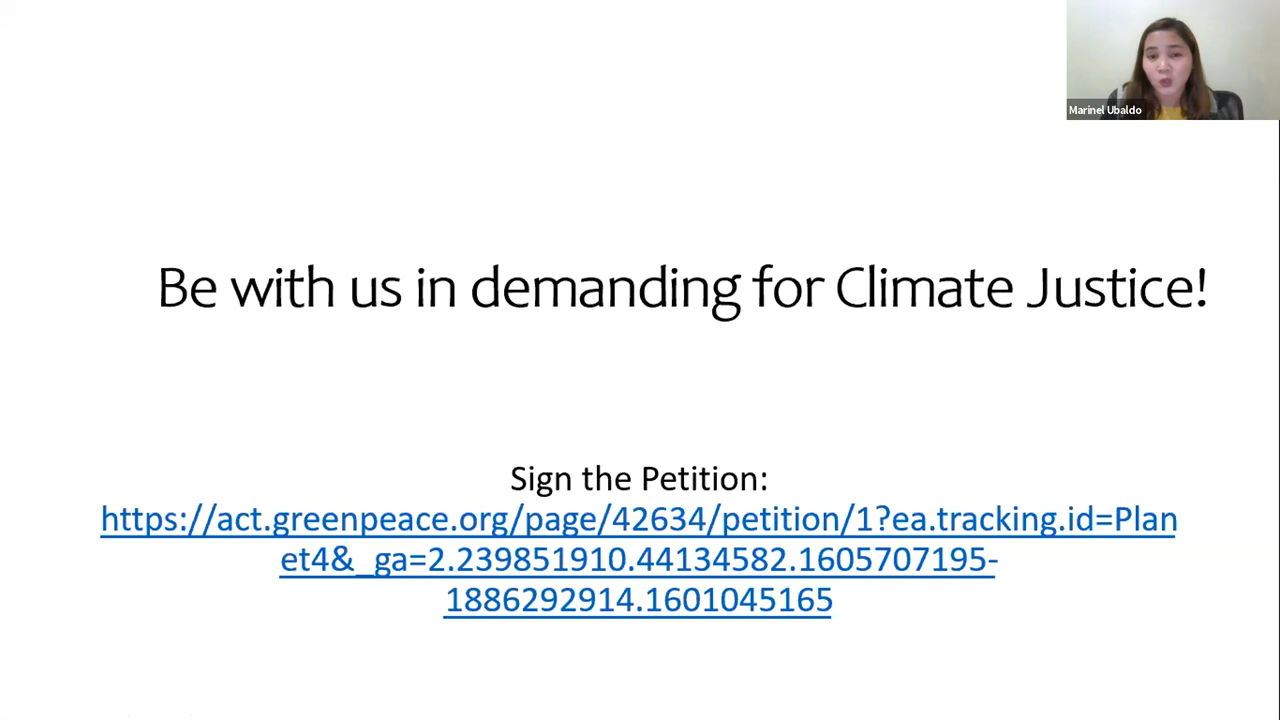 Marinel Ubaldo
Be with us in demanding for Climate Justice!
Sign the Petition:
https://act.greenpeace.org/page/42634/petition/1?ea.tracking.id=Plan
et4&_ga=2.239851910.44134582.1605707195-
1886292914.1601045165